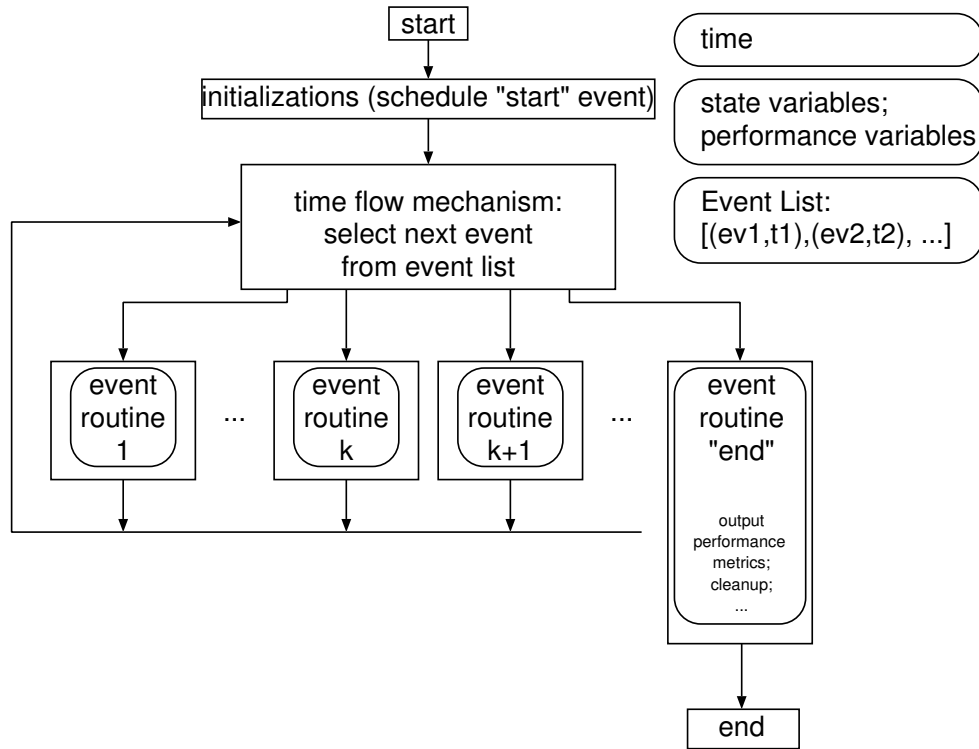 start
initializations (schedule "start" event)
time flow mechanism:
select next event
from event list
time
state variables;
performance variables
Event List:
[(ev1,t1),(ev2,t2), ...]
event
routine
1
...
event
routine
k
event
routine
k+1
...
event
routine
"end"
output
performance
metrics;
cleanup;
...
end